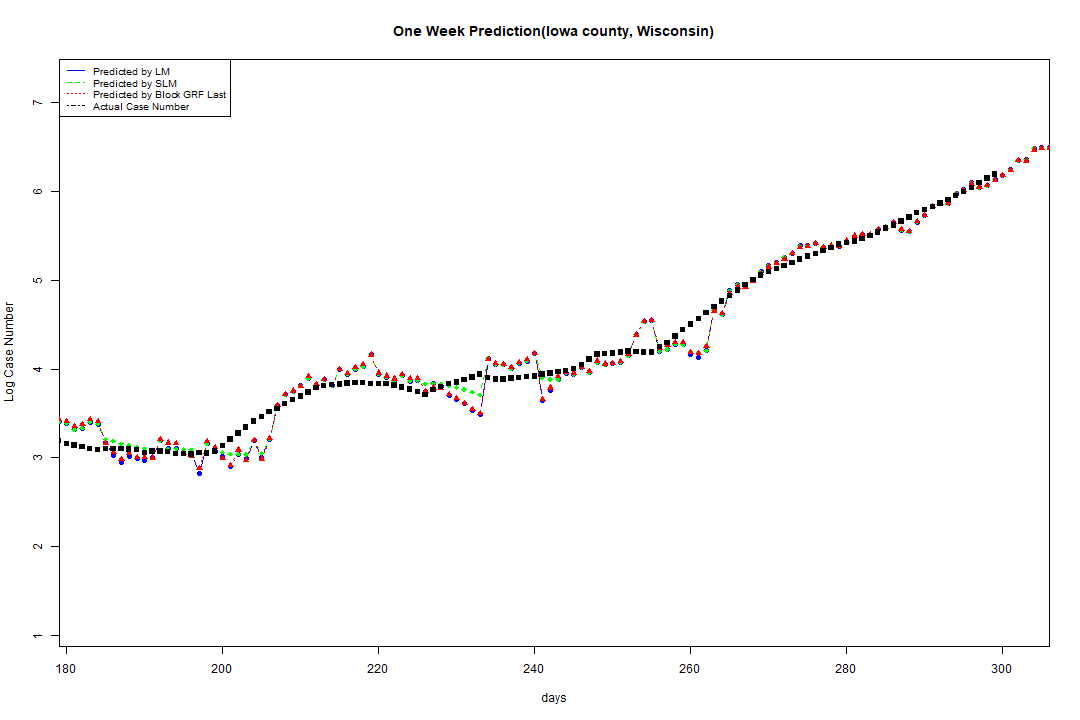 One Week Prediction(Iowa county, Wisconsin)
Predicted by LM
Predicted by SLM
Predicted by Block GRF Last
Actual Case Number
7
6
5
4
3
2
1
Log Case Number
180 200 220 240 260 280 300
days